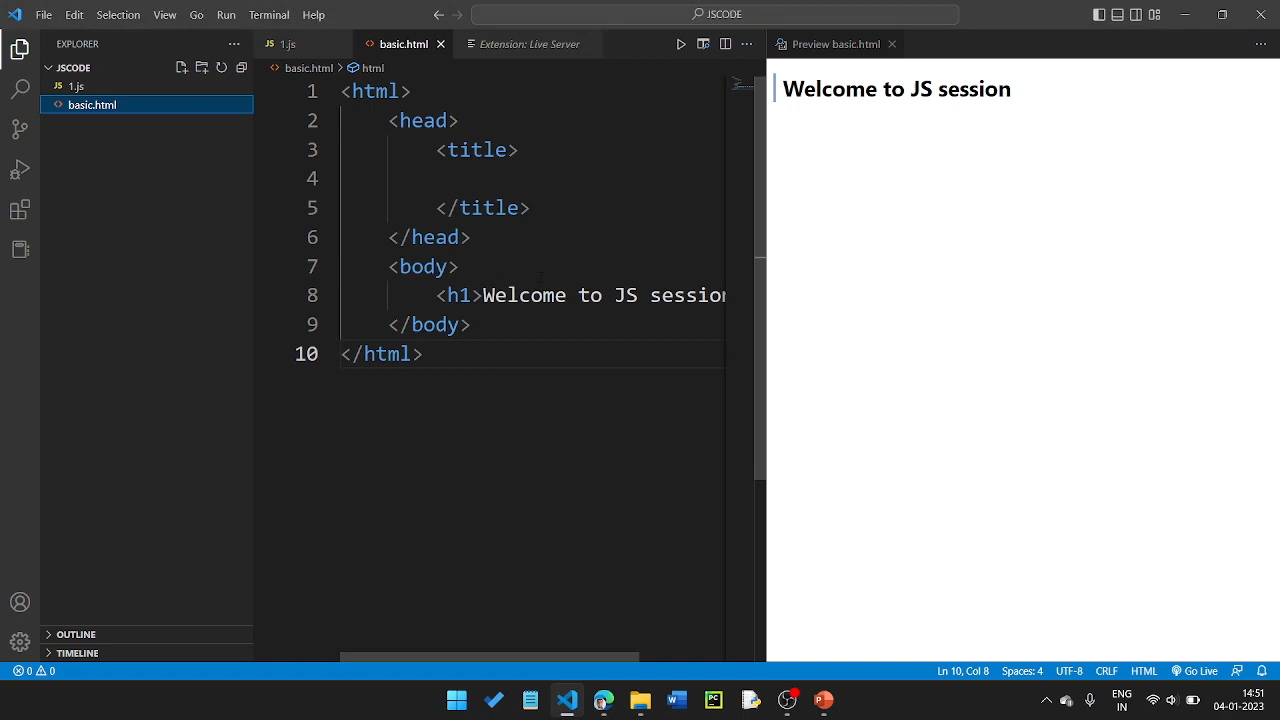 File Edit Selection View Go Run Terminal Help
JSCODE
EXPLORER
1.js
basic.html
Extension: Live Server
Preview basic.html
JSCODE
basic.html
html
1.js
basic.html
1 <html>
2 <head>
3 <title>
4
5 </title>
6 </head>
7 <body>
8 <h1>Welcome to JS session
9 </body>
10 </html>
Welcome to JS session
OUTLINE
TIMELINE
0 0
Ln 10, Col 8 Spaces: 4 UTF-8 CRLF HTML Go Live
PC
W
P
ENG
IN
14:51
04-01-2023